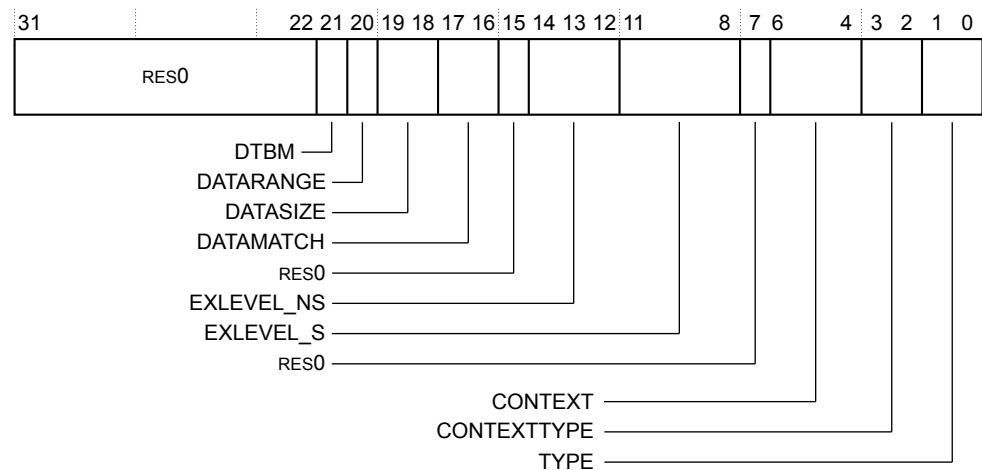 31 22 21 20 19 18 17 16 15 14 13 12 11 8 7 6 4 3 2 1 0
RES0
DTBM
DATARANGE
DATASIZE
DATAMATCH
RES0
EXLEVEL_NS
EXLEVEL_S
RES0
CONTEXT
CONTEXTTYPE
TYPE